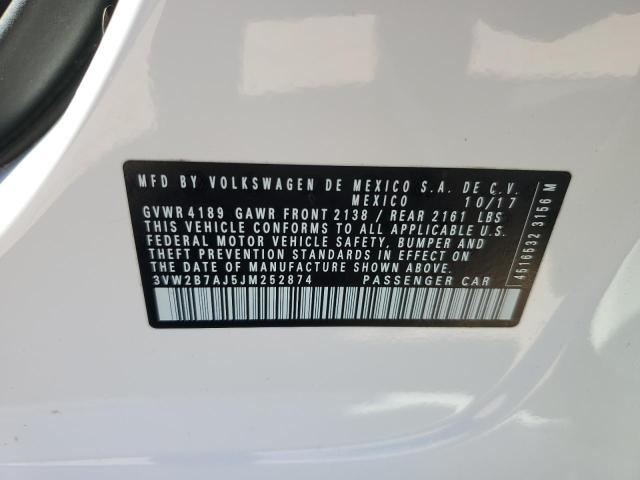 MFD BY VOLKSWAGEN DE MEXICO S.A. DE C.V.
MEXICO 10/17
GVWR 4189 GAWR FRONT 2138 / REAR 2161 LBS
THIS VEHICLE CONFORMS TO ALL APPLICABLE U.S.
FEDERAL MOTOR VEHICLE SAFETY, BUMPER AND
THEFT PREVENTION STANDARDS IN EFFECT ON
THE DATE OF MANUFACTURE SHOWN ABOVE.
3VW2B7AJ5JM252874 PASSENGER CAR
4516532 3156 M